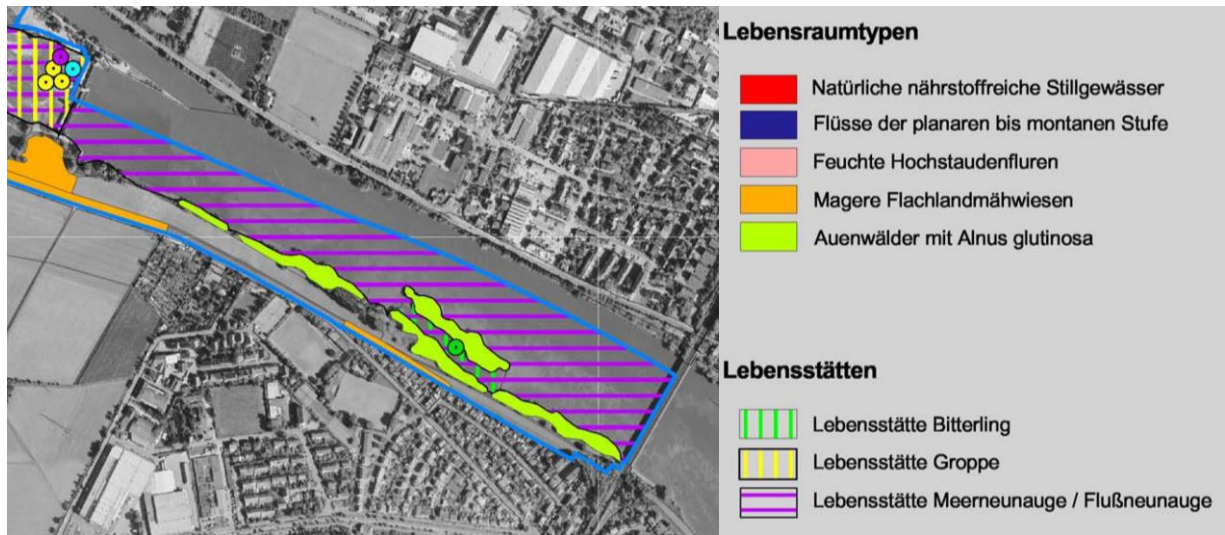 Lebensraumtypen
Natürliche nährstoffreiche Stillgewässer
Flüsse der planaren bis montanen Stufe
Feuchte Hochstaudenfluren
Magere Flachlandmähwiesen
Auenwälder mit Alnus glutinosa
Lebensstätten
Lebensstätte Bitterling
Lebensstätte Groppe
Lebensstätte Meerneunauge / Flußneunauge